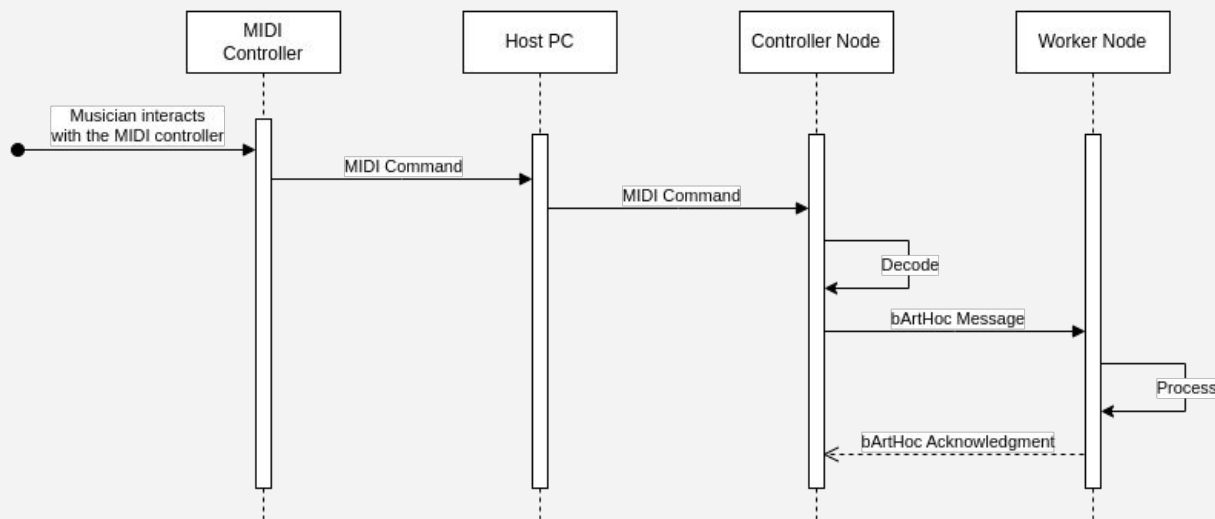 MIDI
Controller
Host PC
Controller Node
Worker Node
Musician interacts
with the MIDI controller
MIDI Command
MIDI Command
Decode
bArtHoc Message
Process
bArtHoc Acknowledgment